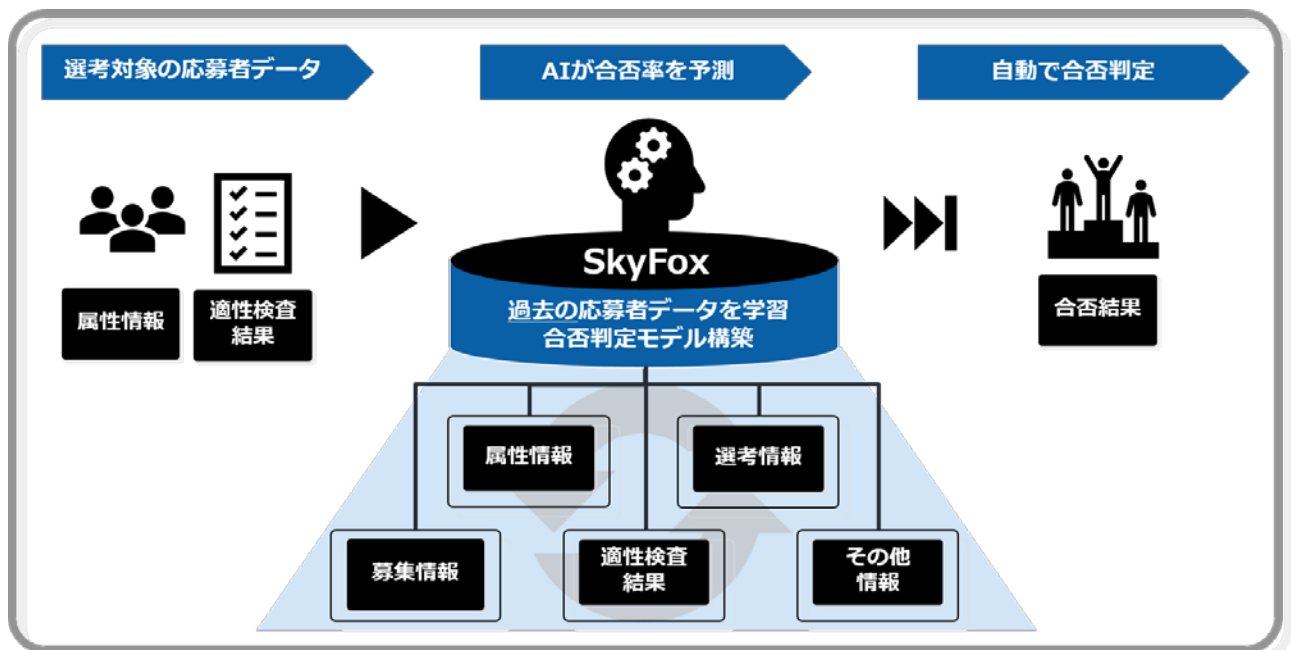 選考対象の応募者データ
AIが合否率を予測
自動で合否判定
属性情報
適性検査
結果
SkyFox
過去の応募者データを学習
合否判定モデル構築
合否結果
属性情報
選考情報
募集情報
適性検査
結果
その他
情報